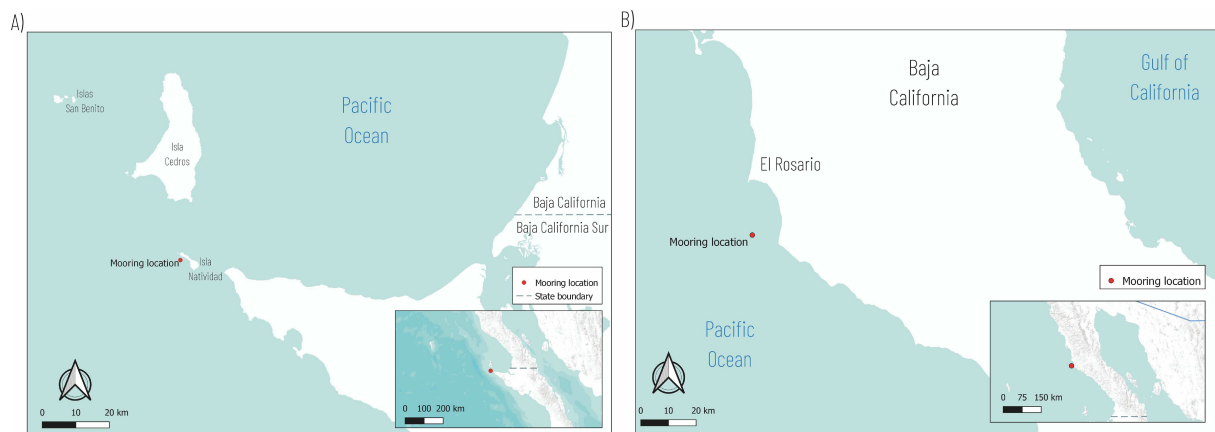 A)
Islas
San Benito
Isla
Cedros
Pacific
Ocean
Baja California
Baja California Sur
Mooring location
Isla
Natividad
Mooring location
State boundary
0 10 20 km
0 100 200 km
B)
Baja
California
Gulf of
California
El Rosario
Mooring location
Pacific
Ocean
Mooring location
0 10 20 km
0 75 150 km